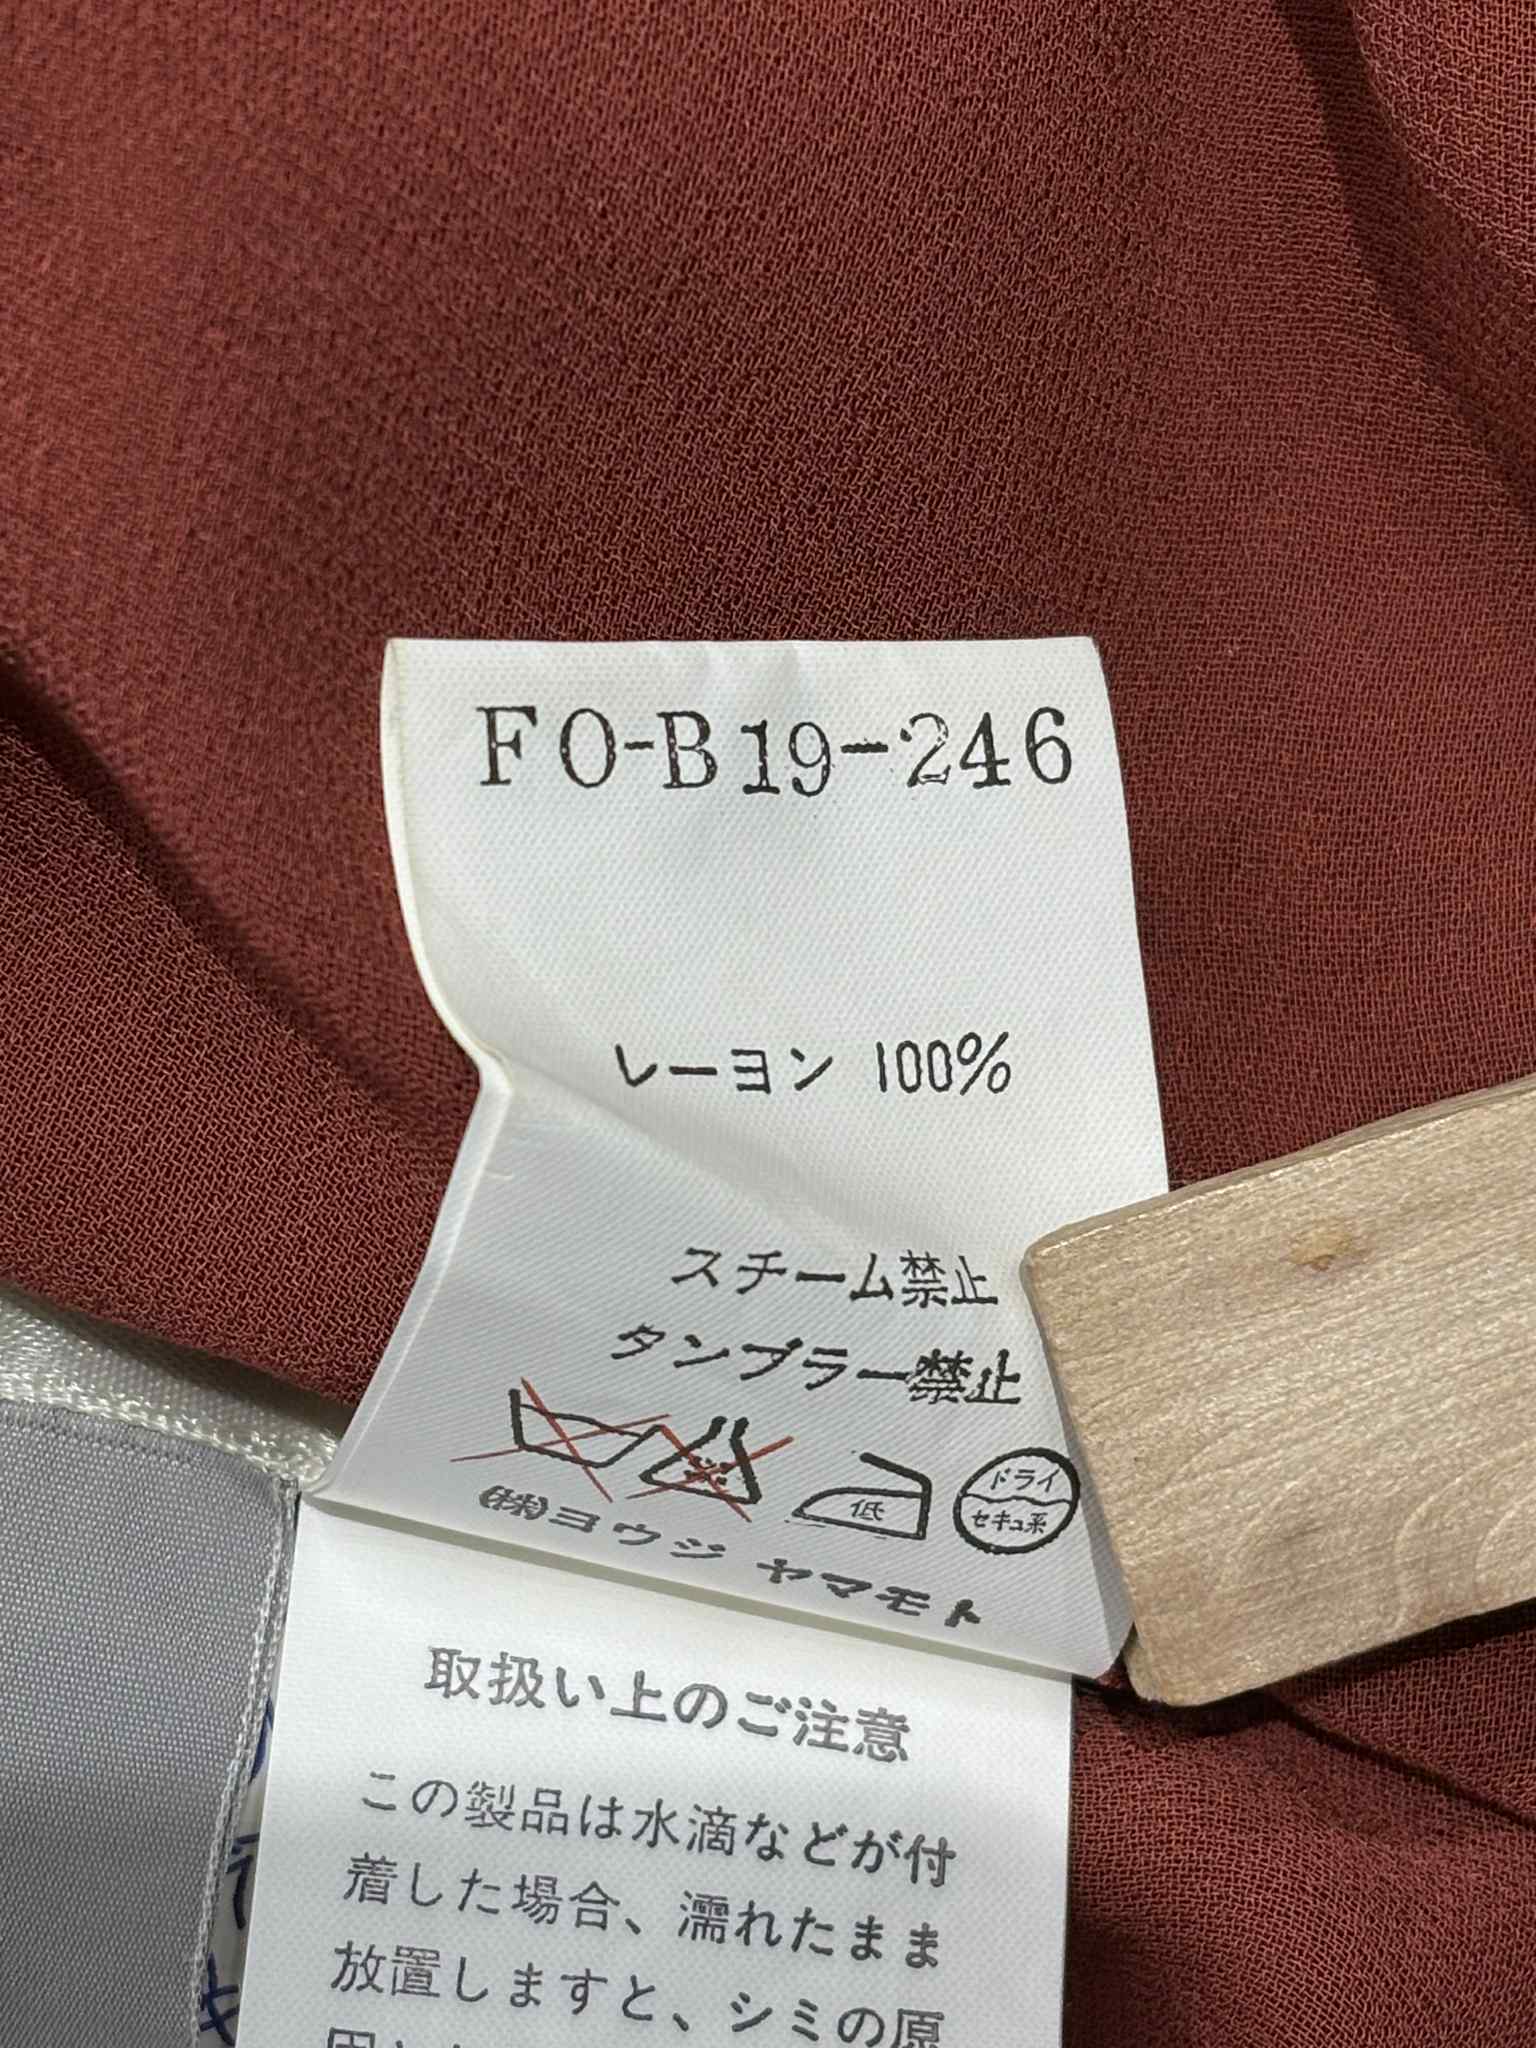 FO-B19-246
レーヨン 100%
スチーム禁止
タンブラー禁止
低
ドライ
セキュ系
(株)ヨウジ ヤマモト
取扱い上のご注意
この製品は水滴などが付
着した場合、濡れたまま
放置しますと、シミの原